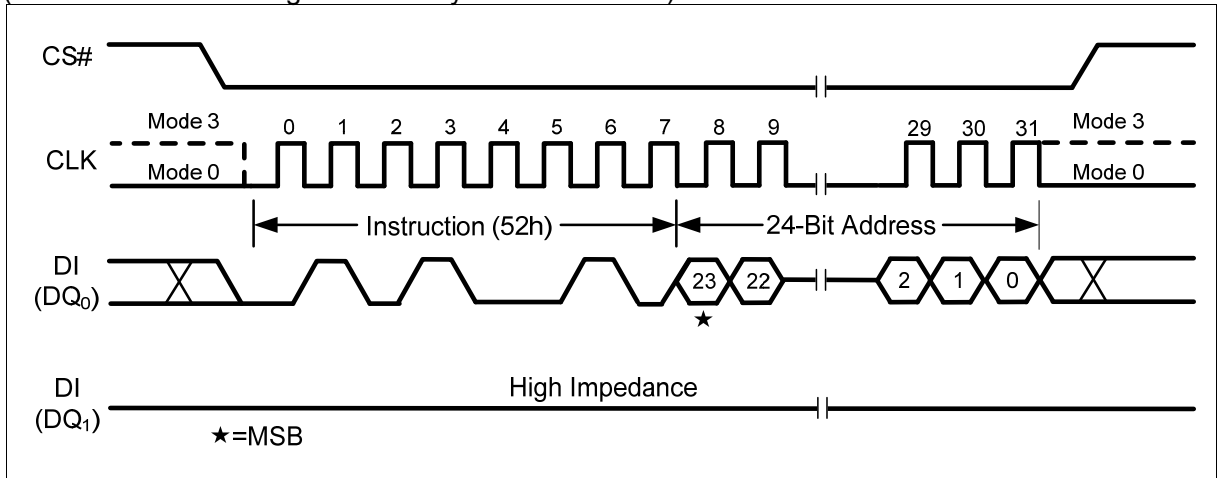 CS#
Mode 3 0 1 2 3 4 5 6 7 8 9 29 30 31 Mode 3
CLK
Mode 0 Mode 0
Instruction (52h) 24-Bit Address
DI
(DQ0) 23 22 2 1 0
★
High Impedance
DI
(DQ1)
★=MSB